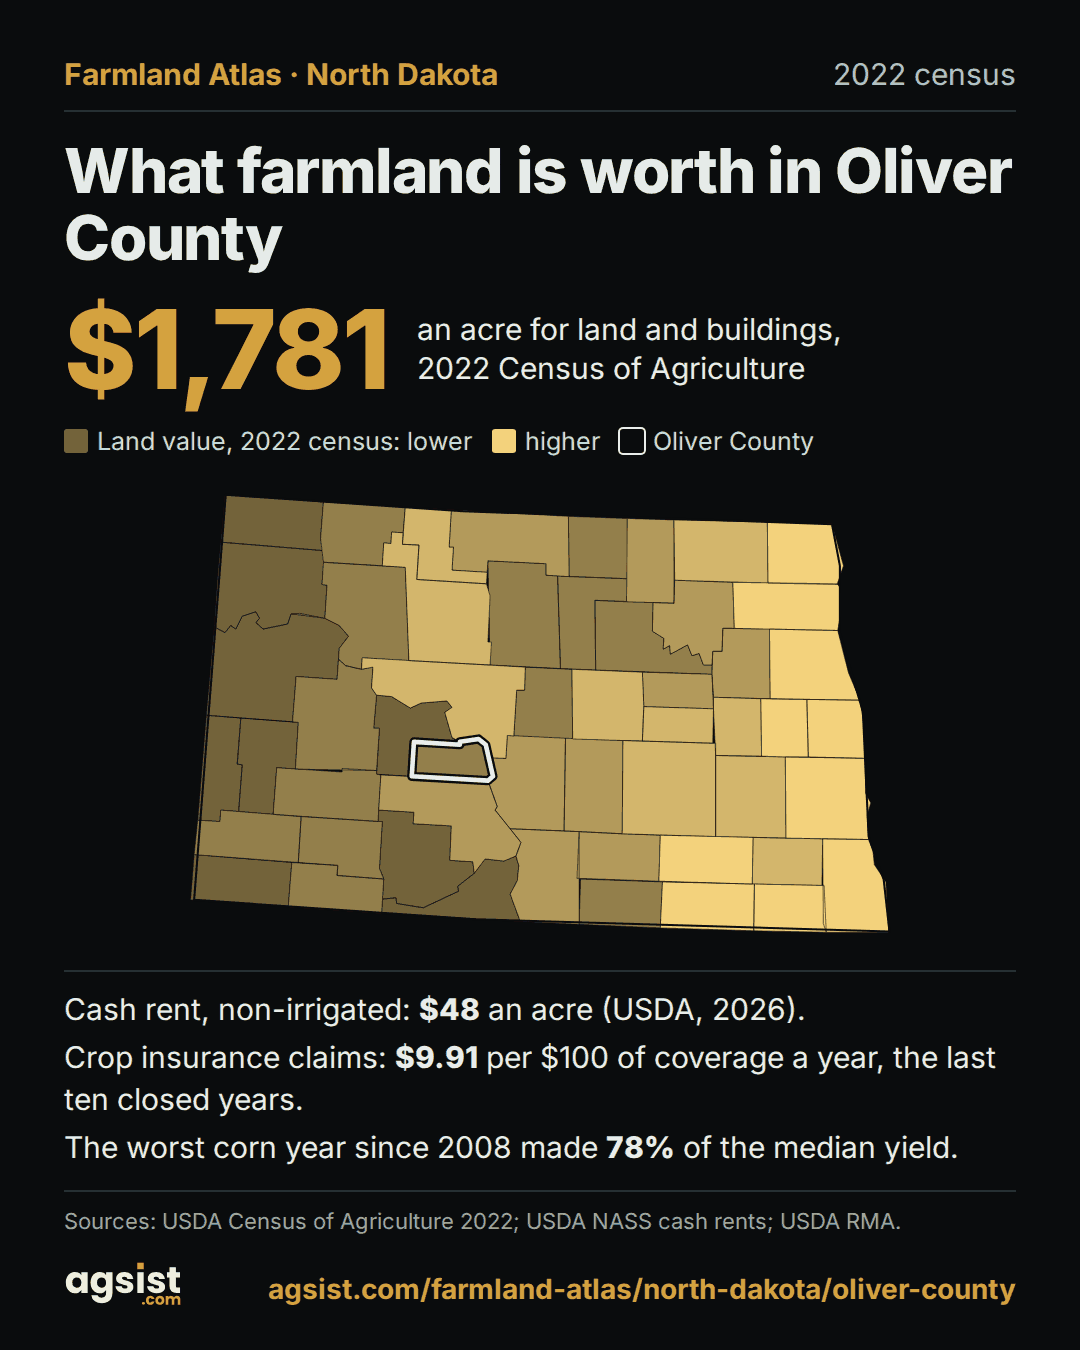 Farmland Atlas · North Dakota
2022 census
What farmland is worth in Oliver
County
$1,781
an acre for land and buildings,
2022 Census of Agriculture
Land value, 2022 census: lower
higher
Oliver County
Cash rent, non-irrigated: $48 an acre (USDA, 2026).
Crop insurance claims: $9.91 per $100 of coverage a year, the last
ten closed years.
The worst corn year since 2008 made 78% of the median yield.
Sources: USDA Census of Agriculture 2022; USDA NASS cash rents; USDA RMA.
agsist
.com
agsist.com/farmland-atlas/north-dakota/oliver-county